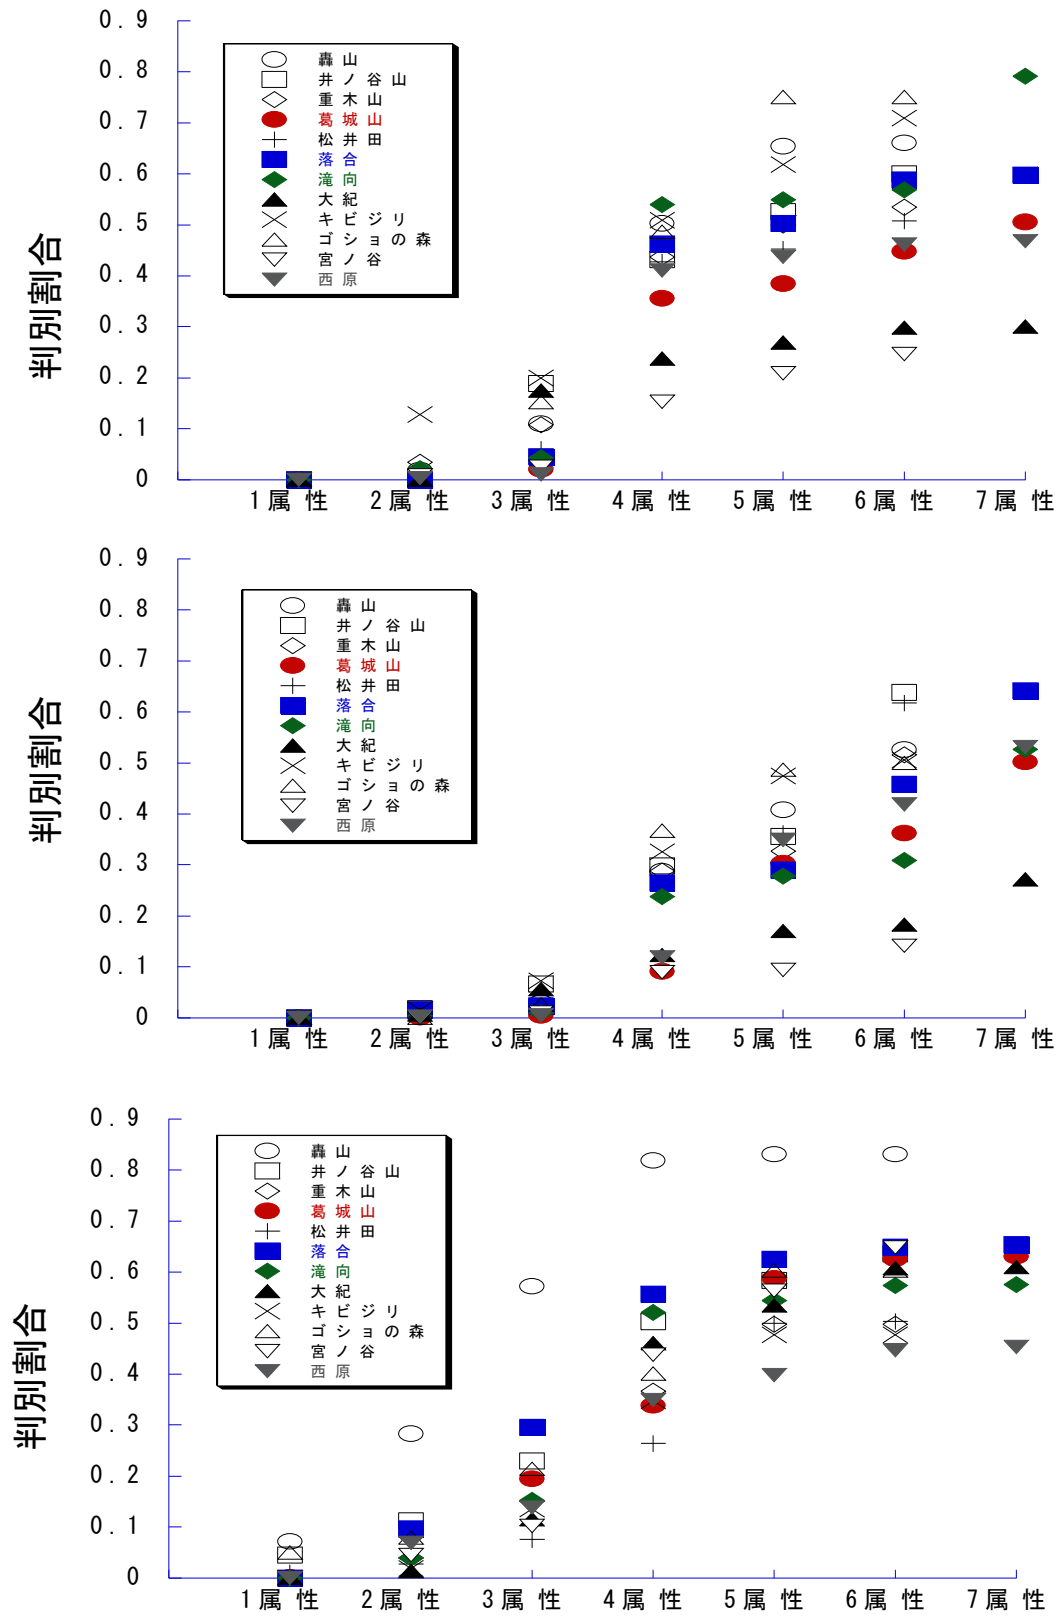 判別割合
0.9
0.8
0.7
0.6
0.5
0.4
0.3
0.2
0.1
0
轟山
井ノ谷山
重木山
葛城山
松井田
落合
滝向
大紀
キビジリ
ゴショの森
宮ノ谷
西原
1属性 2属性 3属性 4属性 5属性 6属性 7属性
判別割合
0.9
0.8
0.7
0.6
0.5
0.4
0.3
0.2
0.1
0
轟山
井ノ谷山
重木山
葛城山
松井田
落合
滝向
大紀
キビジリ
ゴショの森
宮ノ谷
西原
1属性 2属性 3属性 4属性 5属性 6属性 7属性
判別割合
0.9
0.8
0.7
0.6
0.5
0.4
0.3
0.2
0.1
0
轟山
井ノ谷山
重木山
葛城山
松井田
落合
滝向
大紀
キビジリ
ゴショの森
宮ノ谷
西原
1属性 2属性 3属性 4属性 5属性 6属性 7属性